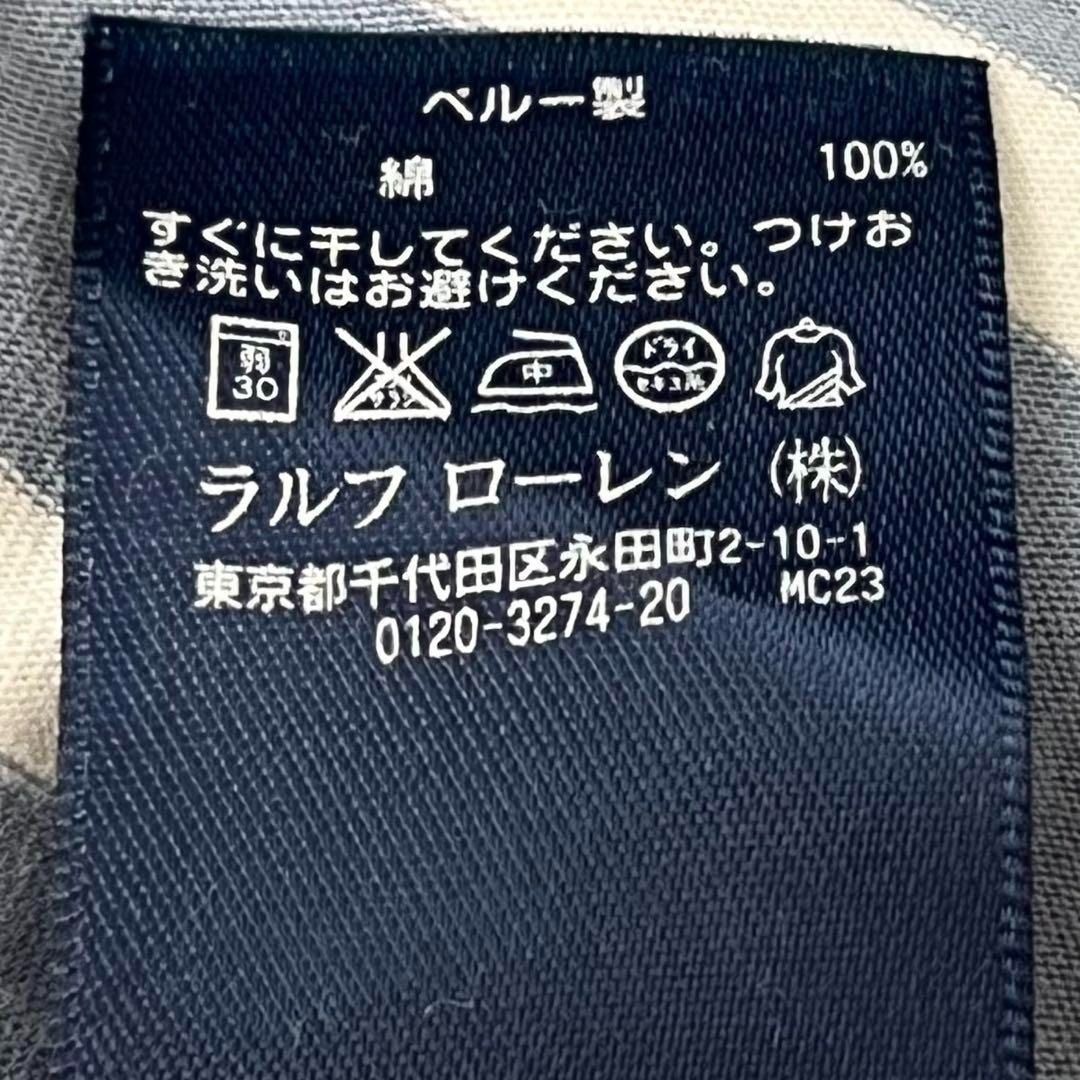 ペルー製
綿 100%
すぐに干してください。つけお
き洗いはお避けください。
弱 30 中 ドライ セキユ系
ラルフ ローレン (株)
東京都千代田区永田町2-10-1
0120-3274-20 MC23